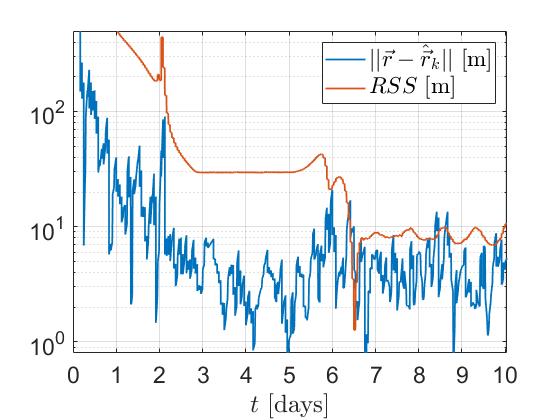 ||r⃗ − r̂⃗ₖ|| [m]
RSS [m]
10²
10¹
10⁰
0 1 2 3 4 5 6 7 8 9 10
t [days]